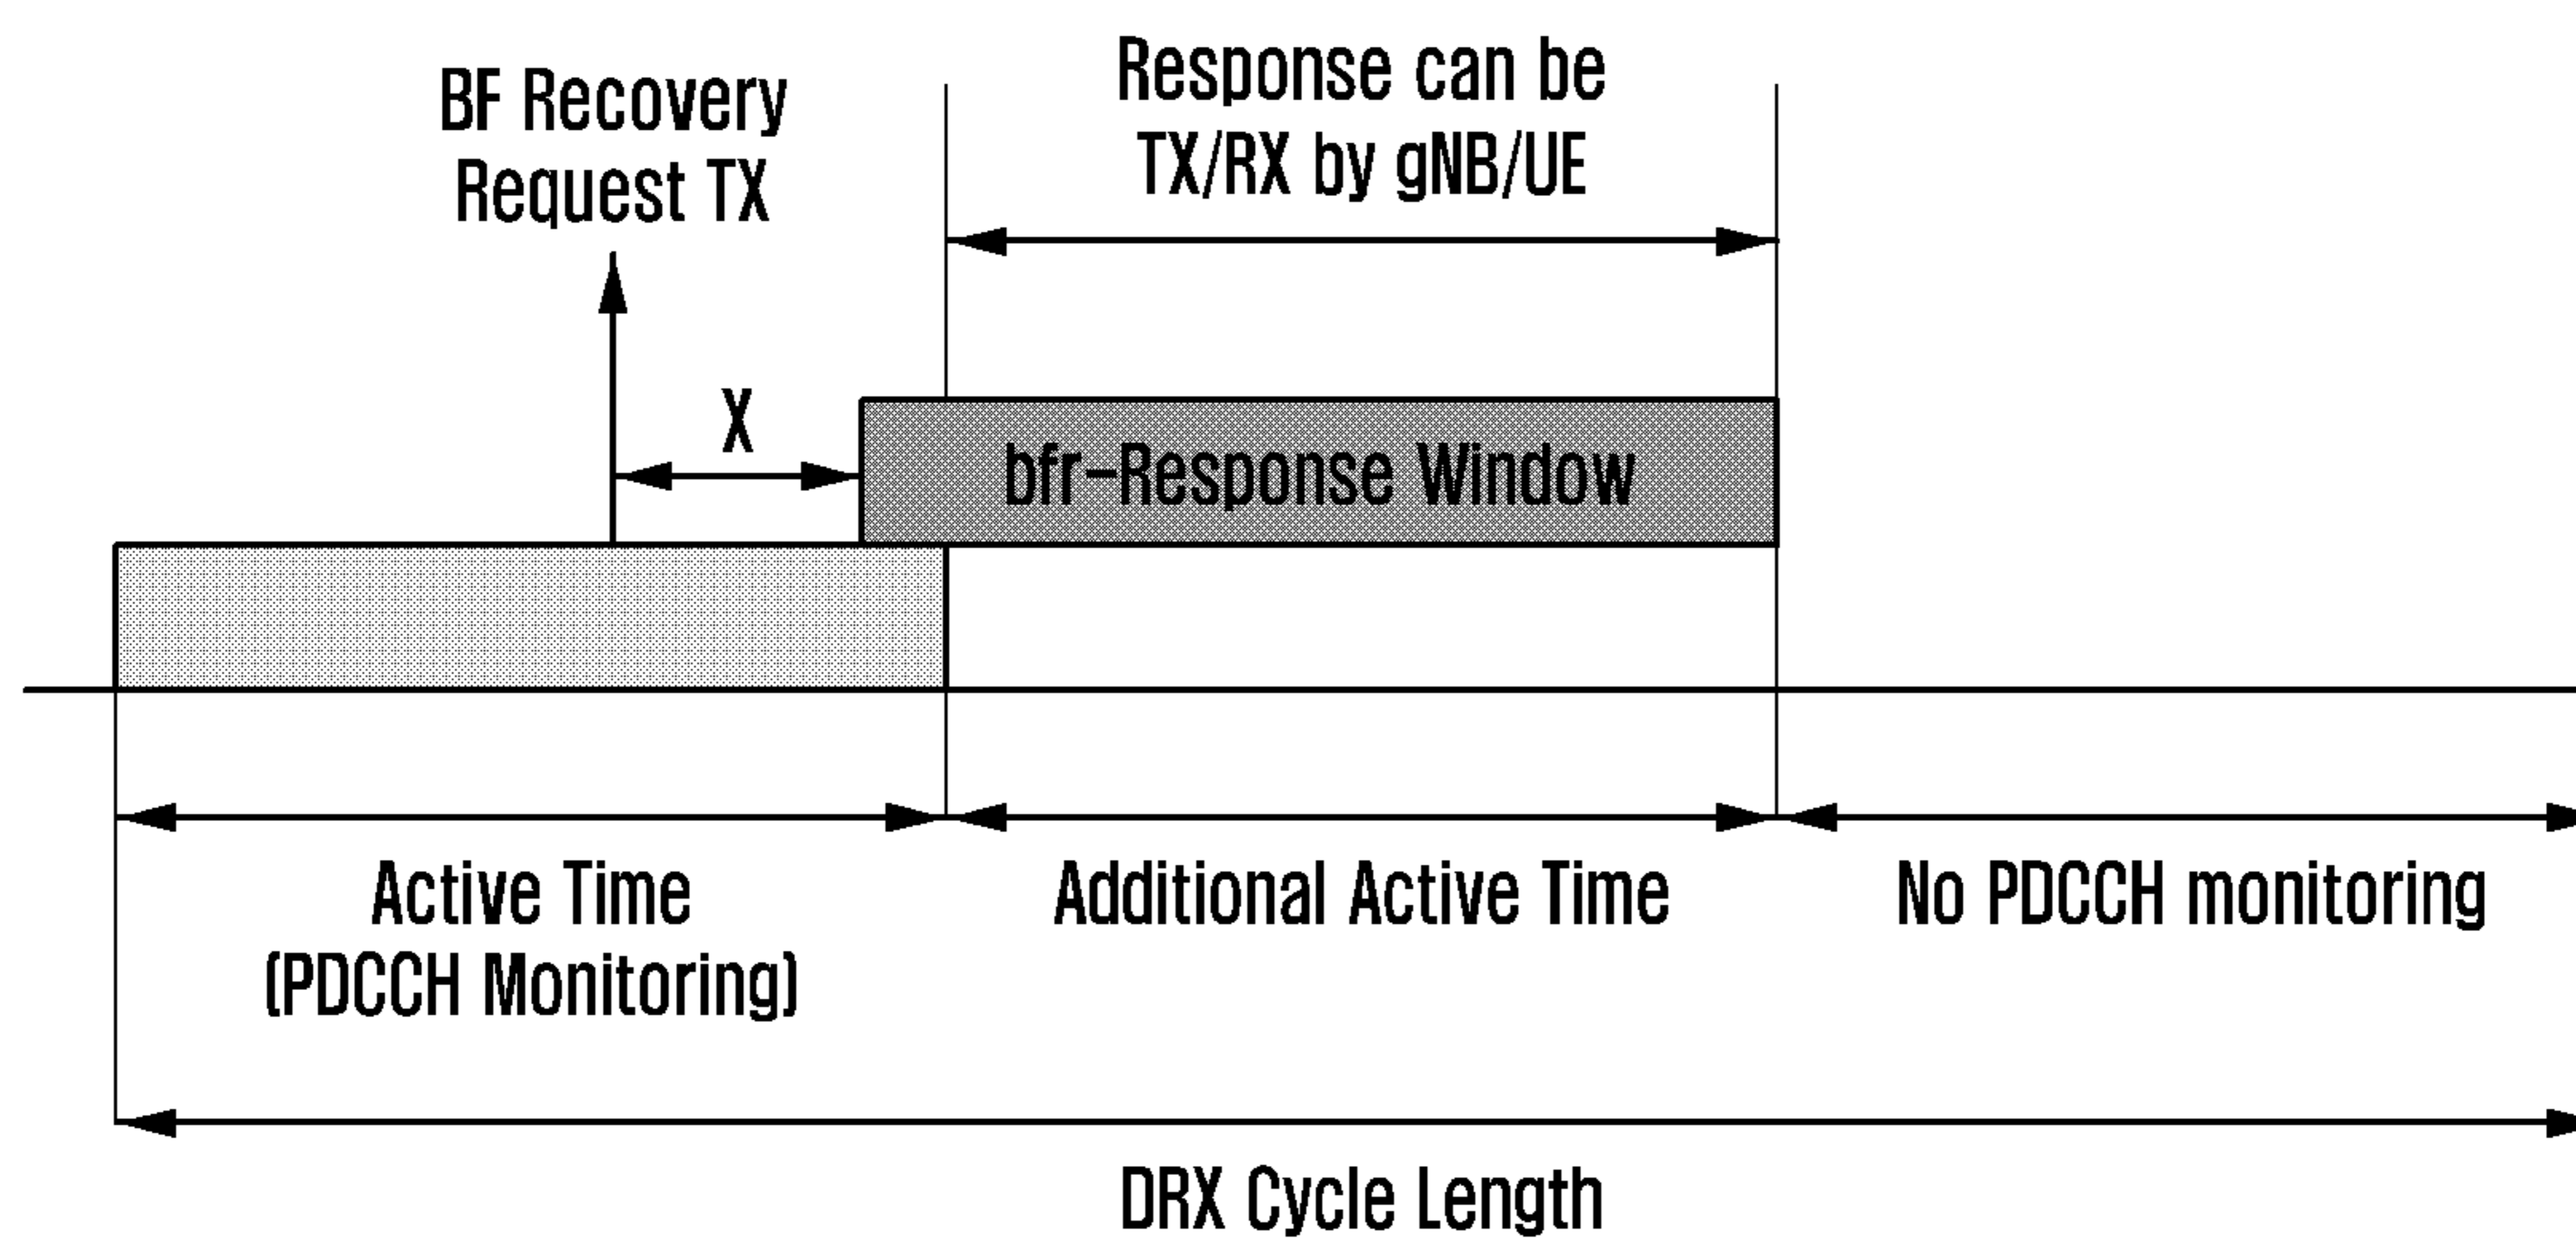 BF Recovery
Request TX
Response can be
TX/RX by gNB/UE
X
bfr-Response Window
Active Time
(PDCCH Monitoring)
Additional Active Time
No PDCCH monitoring
DRX Cycle Length